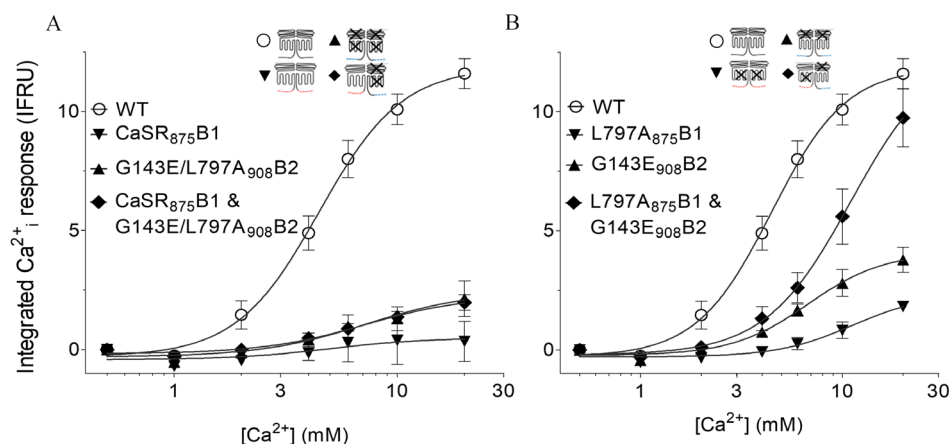 A
B
Integrated Ca²⁺ᵢ response (IFRU)
10
5
0
WT
CaSR₈₇₅B1
G143E/L797A₉₀₈B2
CaSR₈₇₅B1 &
G143E/L797A₉₀₈B2
1
3
10
30
[Ca²⁺] (mM)
10
5
0
WT
L797A₈₇₅B1
G143E₉₀₈B2
L797A₈₇₅B1 &
G143E₉₀₈B2
1
3
10
30
[Ca²⁺] (mM)